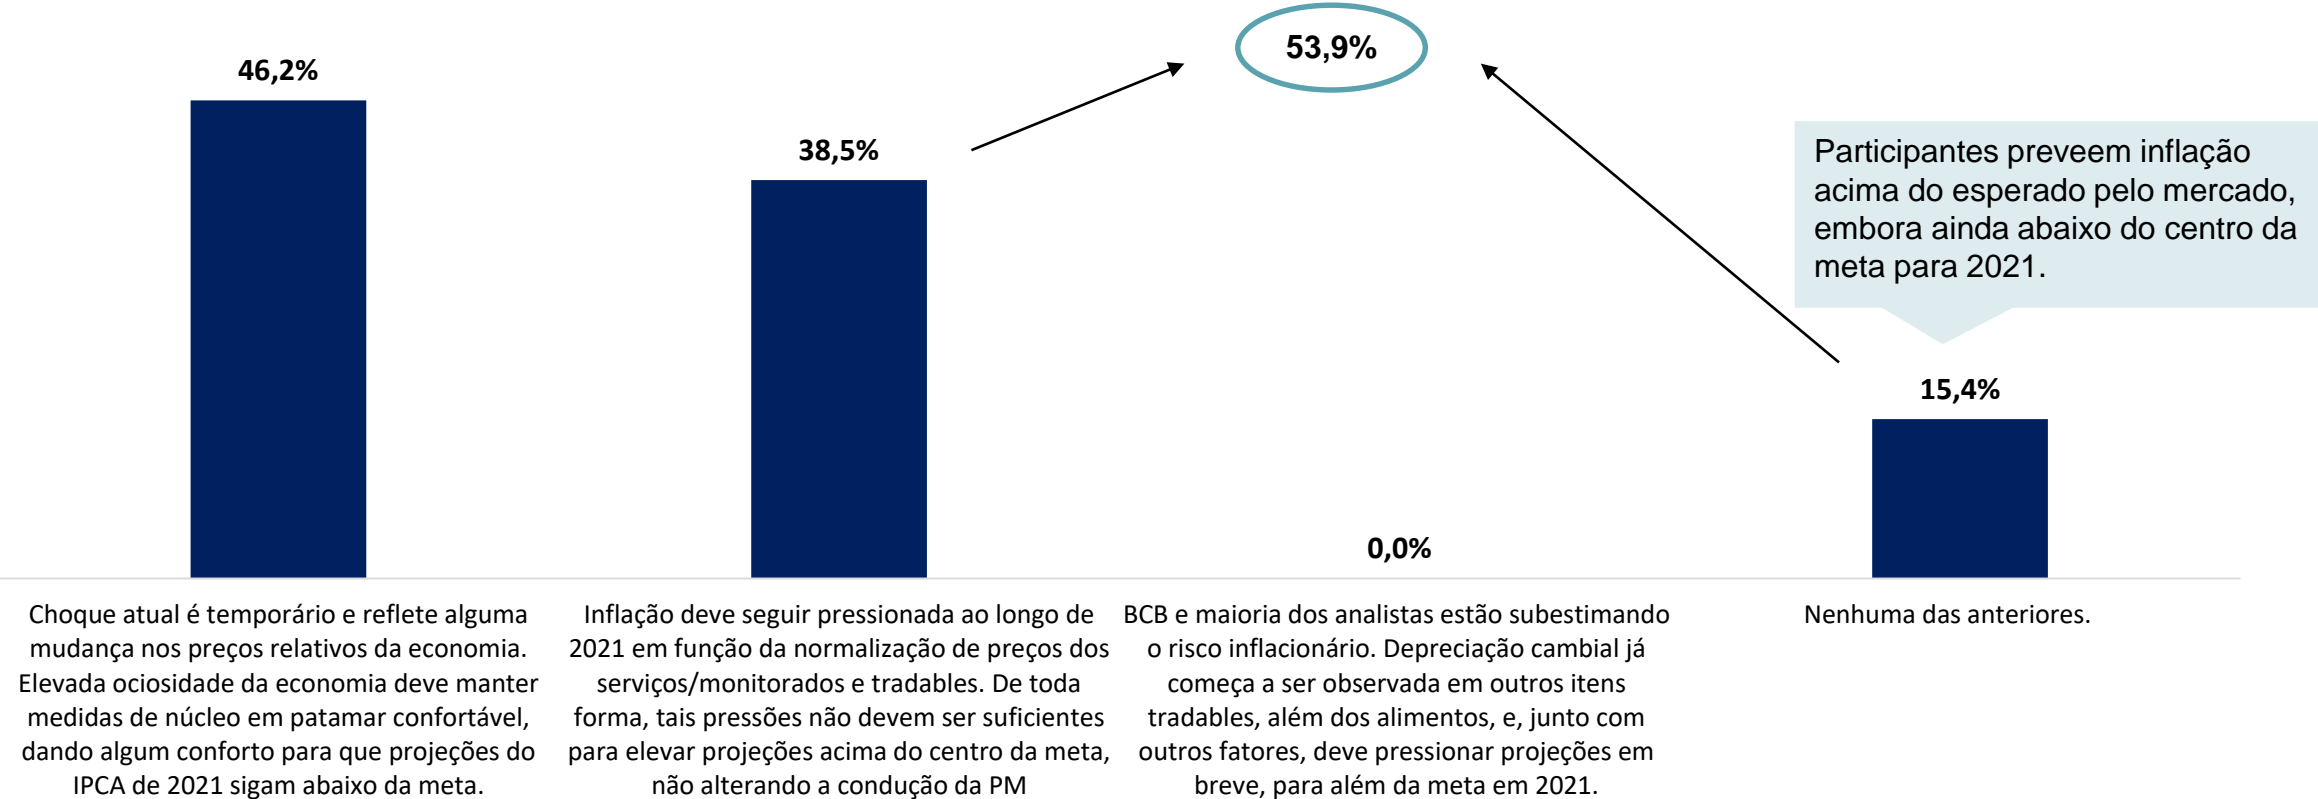 53,9%
46,2%
38,5%
Participantes preveem inflação
acima do esperado pelo mercado,
embora ainda abaixo do centro da
meta para 2021.
15,4%
0,0%
Choque atual é temporário e reflete alguma
mudança nos preços relativos da economia.
Elevada ociosidade da economia deve manter
medidas de núcleo em patamar confortável,
dando algum conforto para que projeções do
IPCA de 2021 sigam abaixo da meta.
Inflação deve seguir pressionada ao longo de
2021 em função da normalização de preços dos
serviços/monitorados e tradables. De toda
forma, tais pressões não devem ser suficientes
para elevar projeções acima do centro da meta,
não alterando a condução da PM
BCB e maioria dos analistas estão subestimando
o risco inflacionário. Depreciação cambial já
começa a ser observada em outros itens
tradables, além dos alimentos, e, junto com
outros fatores, deve pressionar projeções em
breve, para além da meta em 2021.
Nenhuma das anteriores.